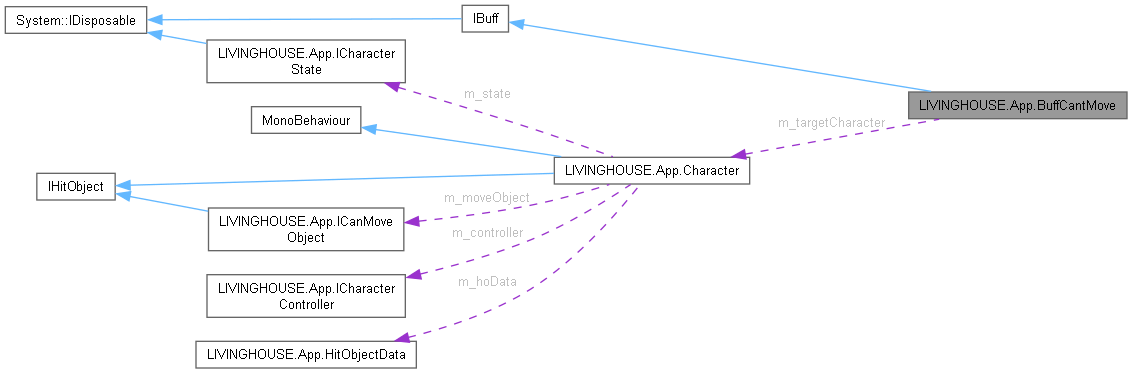 System::IDisposable
IBuff
LIVINGHOUSE.App.ICharacter
State
m_state
LIVINGHOUSE.App.BuffCantMove
MonoBehaviour
m_targetCharacter
LIVINGHOUSE.App.Character
IHitObject
m_moveObject
LIVINGHOUSE.App.ICanMove
Object
m_controller
m_hoData
LIVINGHOUSE.App.ICharacter
Controller
LIVINGHOUSE.App.HitObjectData